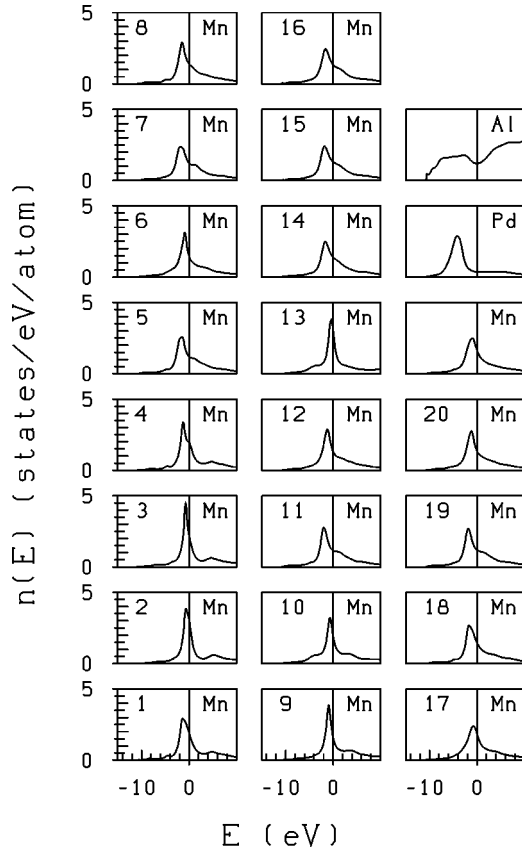 5 8 Mn 16 Mn
0
5 7 Mn 15 Mn Al
0
5 6 Mn 14 Mn Pd
0
5 5 Mn 13 Mn Mn
0
5 4 Mn 12 Mn 20 Mn
0
5 3 Mn 11 Mn 19 Mn
0
5 2 Mn 10 Mn 18 Mn
0
5 1 Mn 9 Mn 17 Mn
0
-10 0 -10 0 -10 0
E (eV)
n(E) (states/eV/atom)